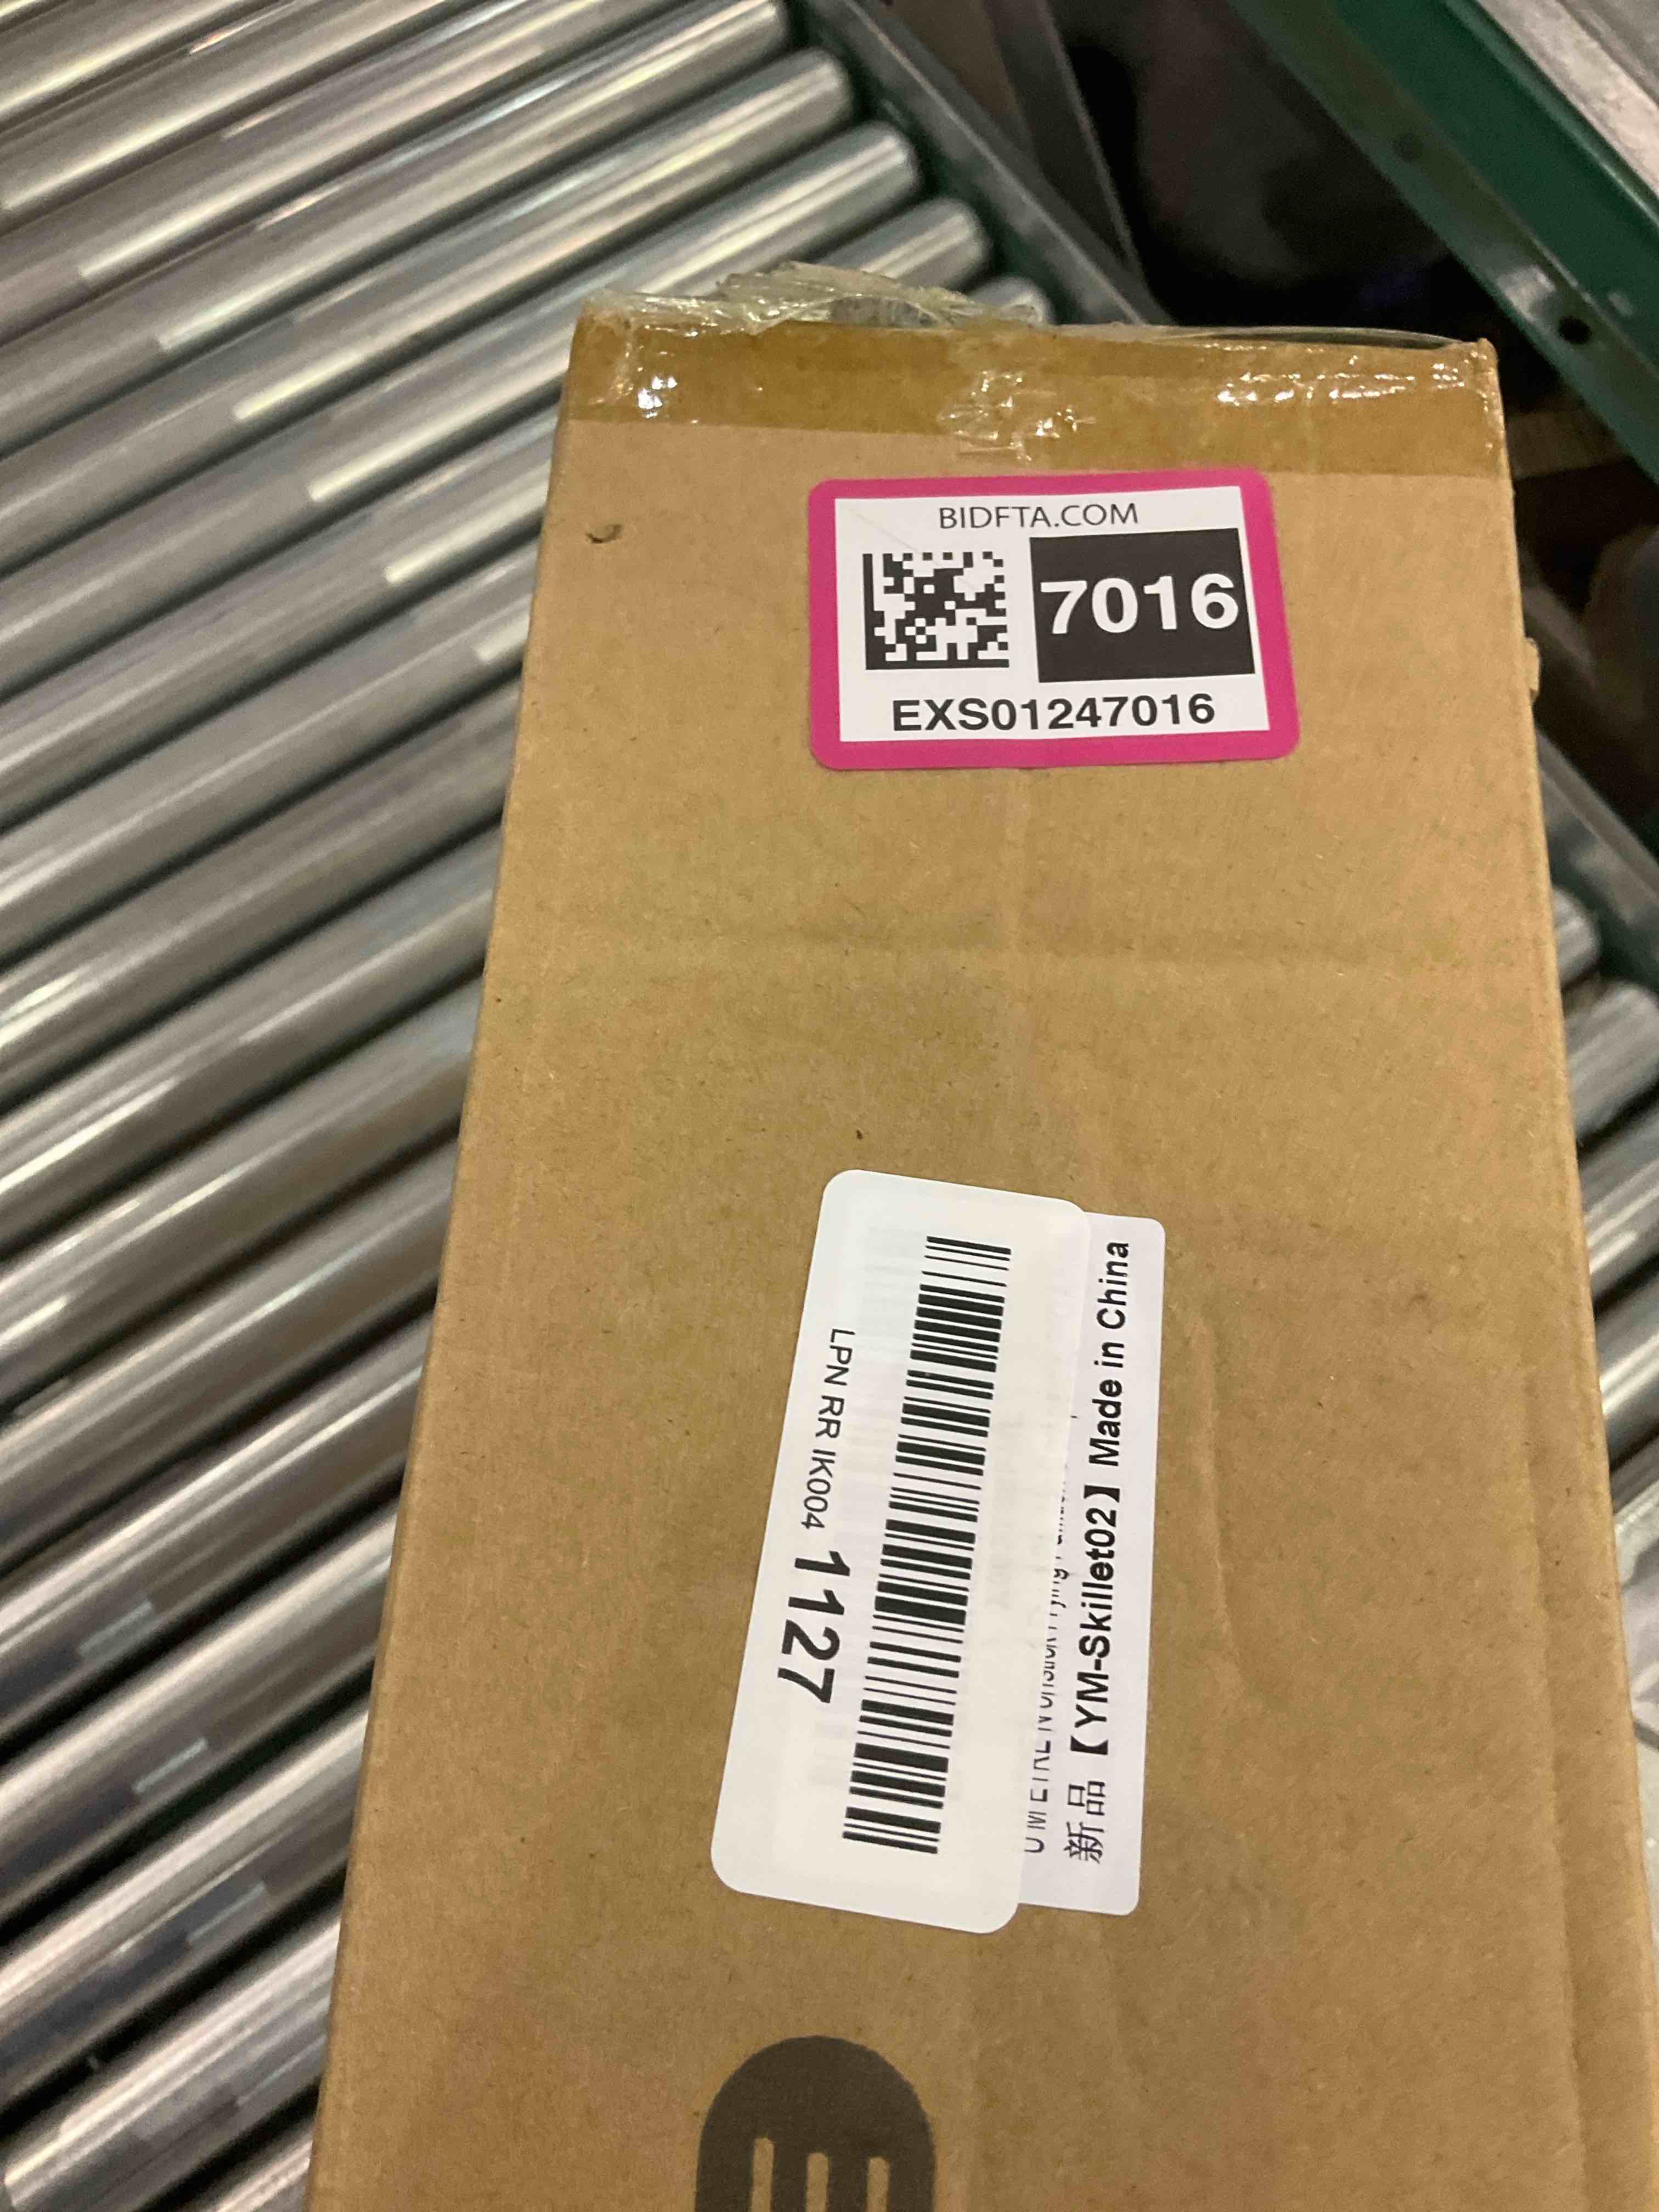 BIDFTA.COM
7016
EXS01247016
LPN RR IK004 1127
新品【YM-Skillet02】Made in China